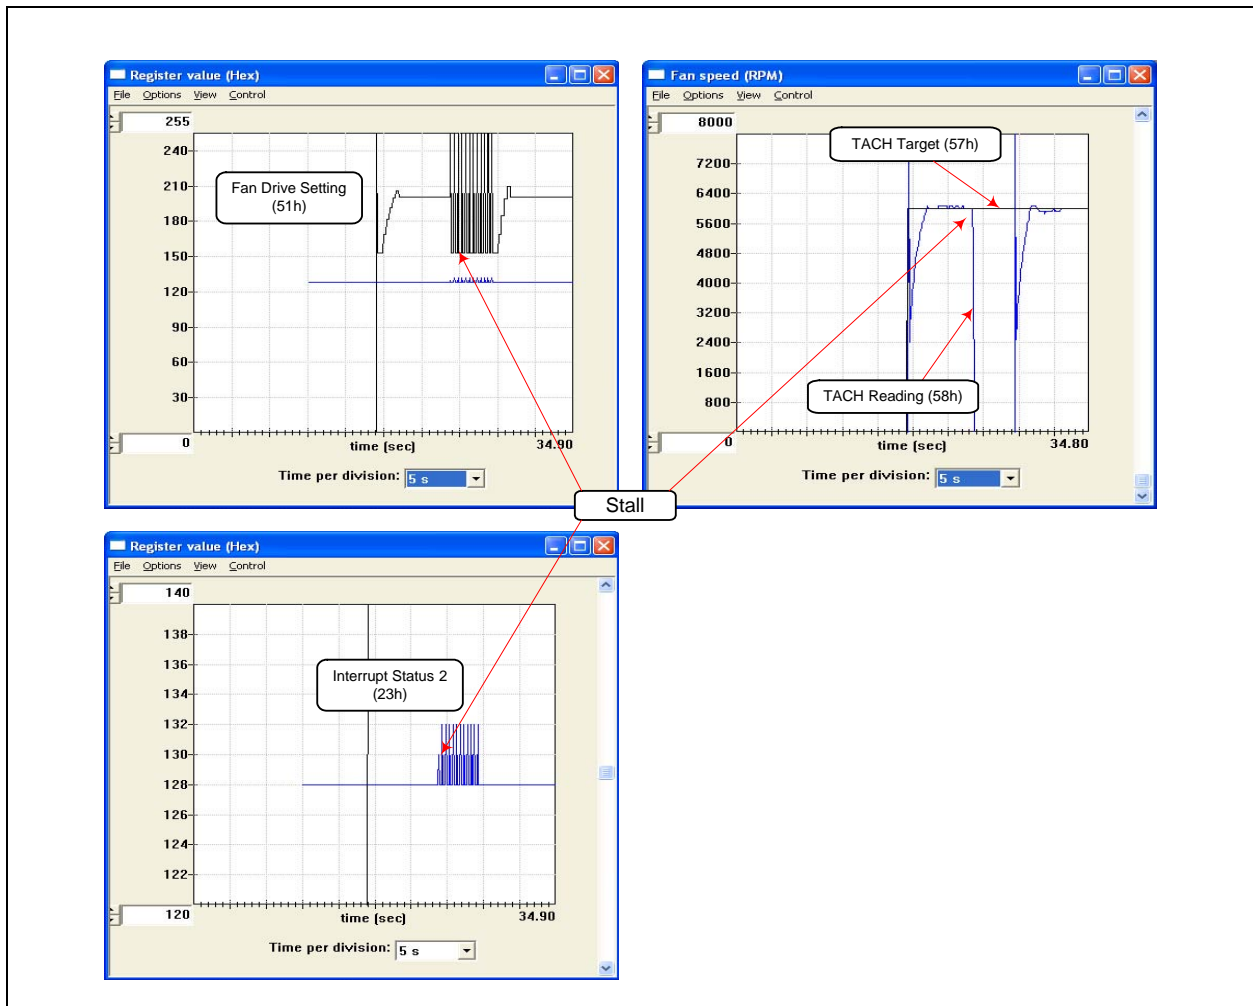 Register value (Hex)
File Options View Control
255
240
210
180
150
120
90
60
30
0
Fan Drive Setting
(51h)
time (sec)
34.90
Time per division: 5 s
Fan speed (RPM)
File Options View Control
8000
7200
6400
5600
4800
4000
3200
2400
1600
800
0
TACH Target (57h)
TACH Reading (58h)
time (sec)
34.80
Time per division: 5 s
Stall
Register value (Hex)
File Options View Control
140
138
136
134
132
130
128
126
124
122
120
Interrupt Status 2
(23h)
time (sec)
34.90
Time per division: 5 s